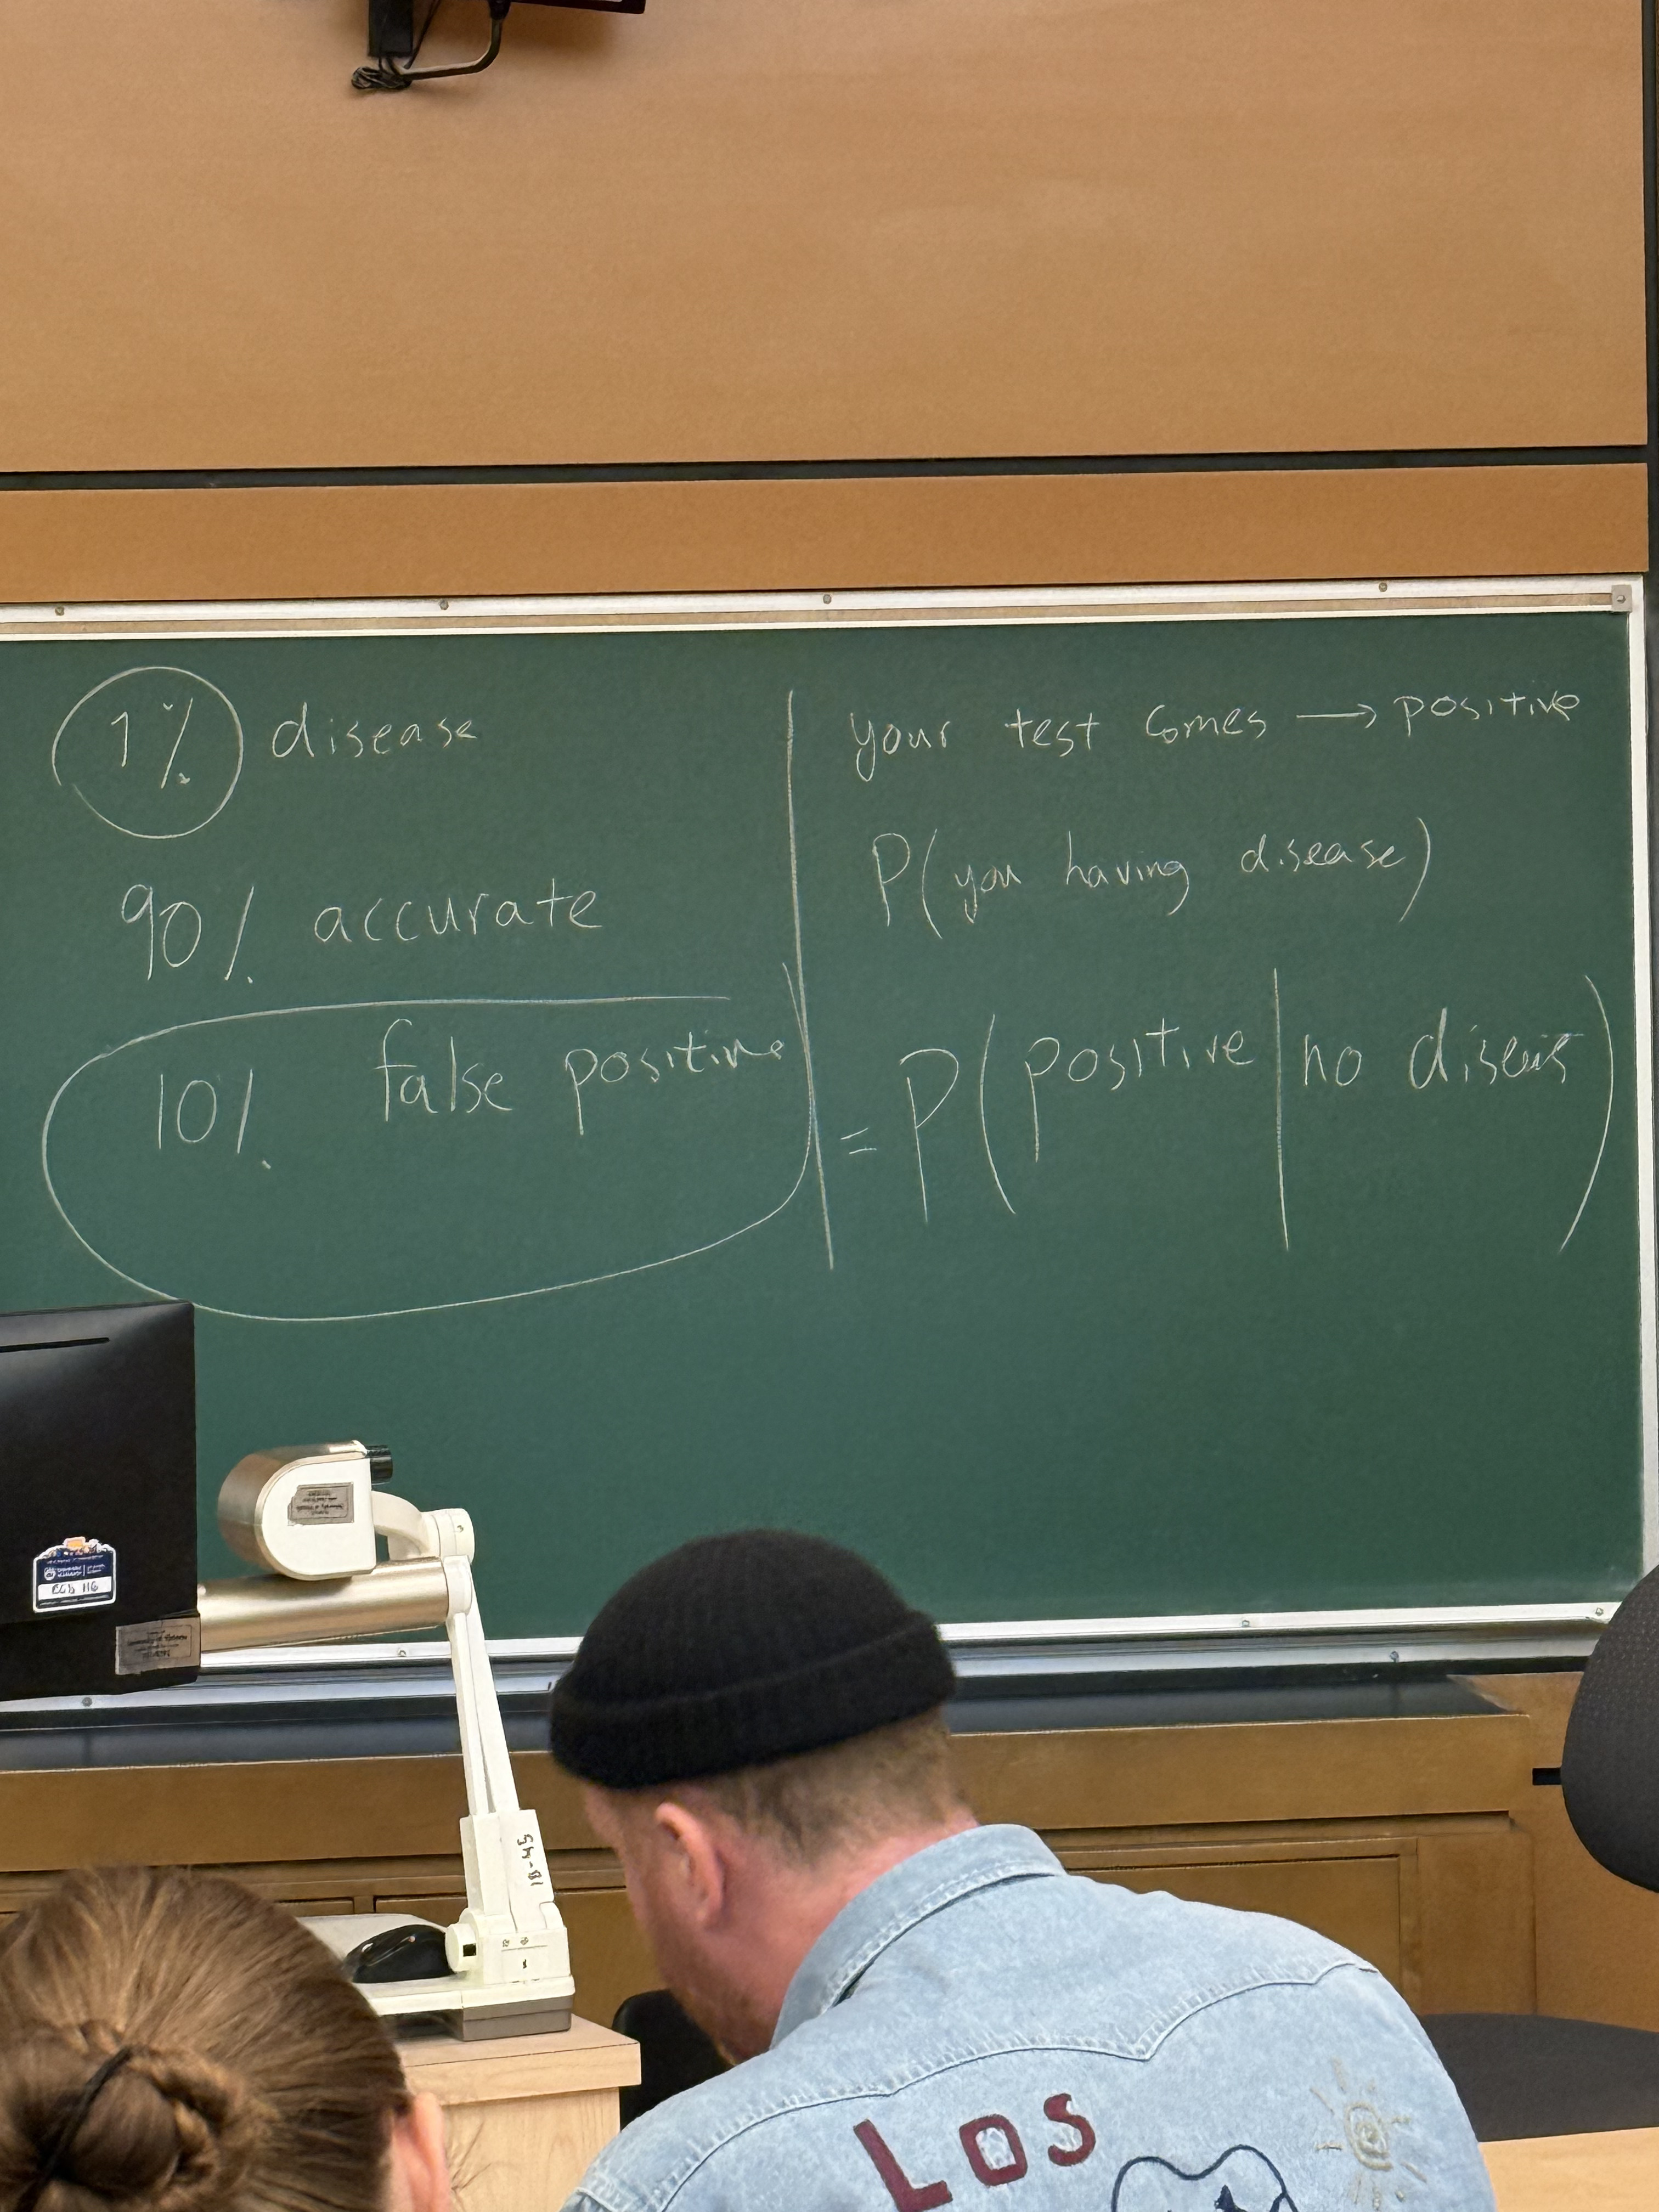 1% disease
90% accurate
10% false positive
your test comes → positive
P(you having disease)
= P(positive | no diseas)
ECS 116
18-45
LOS